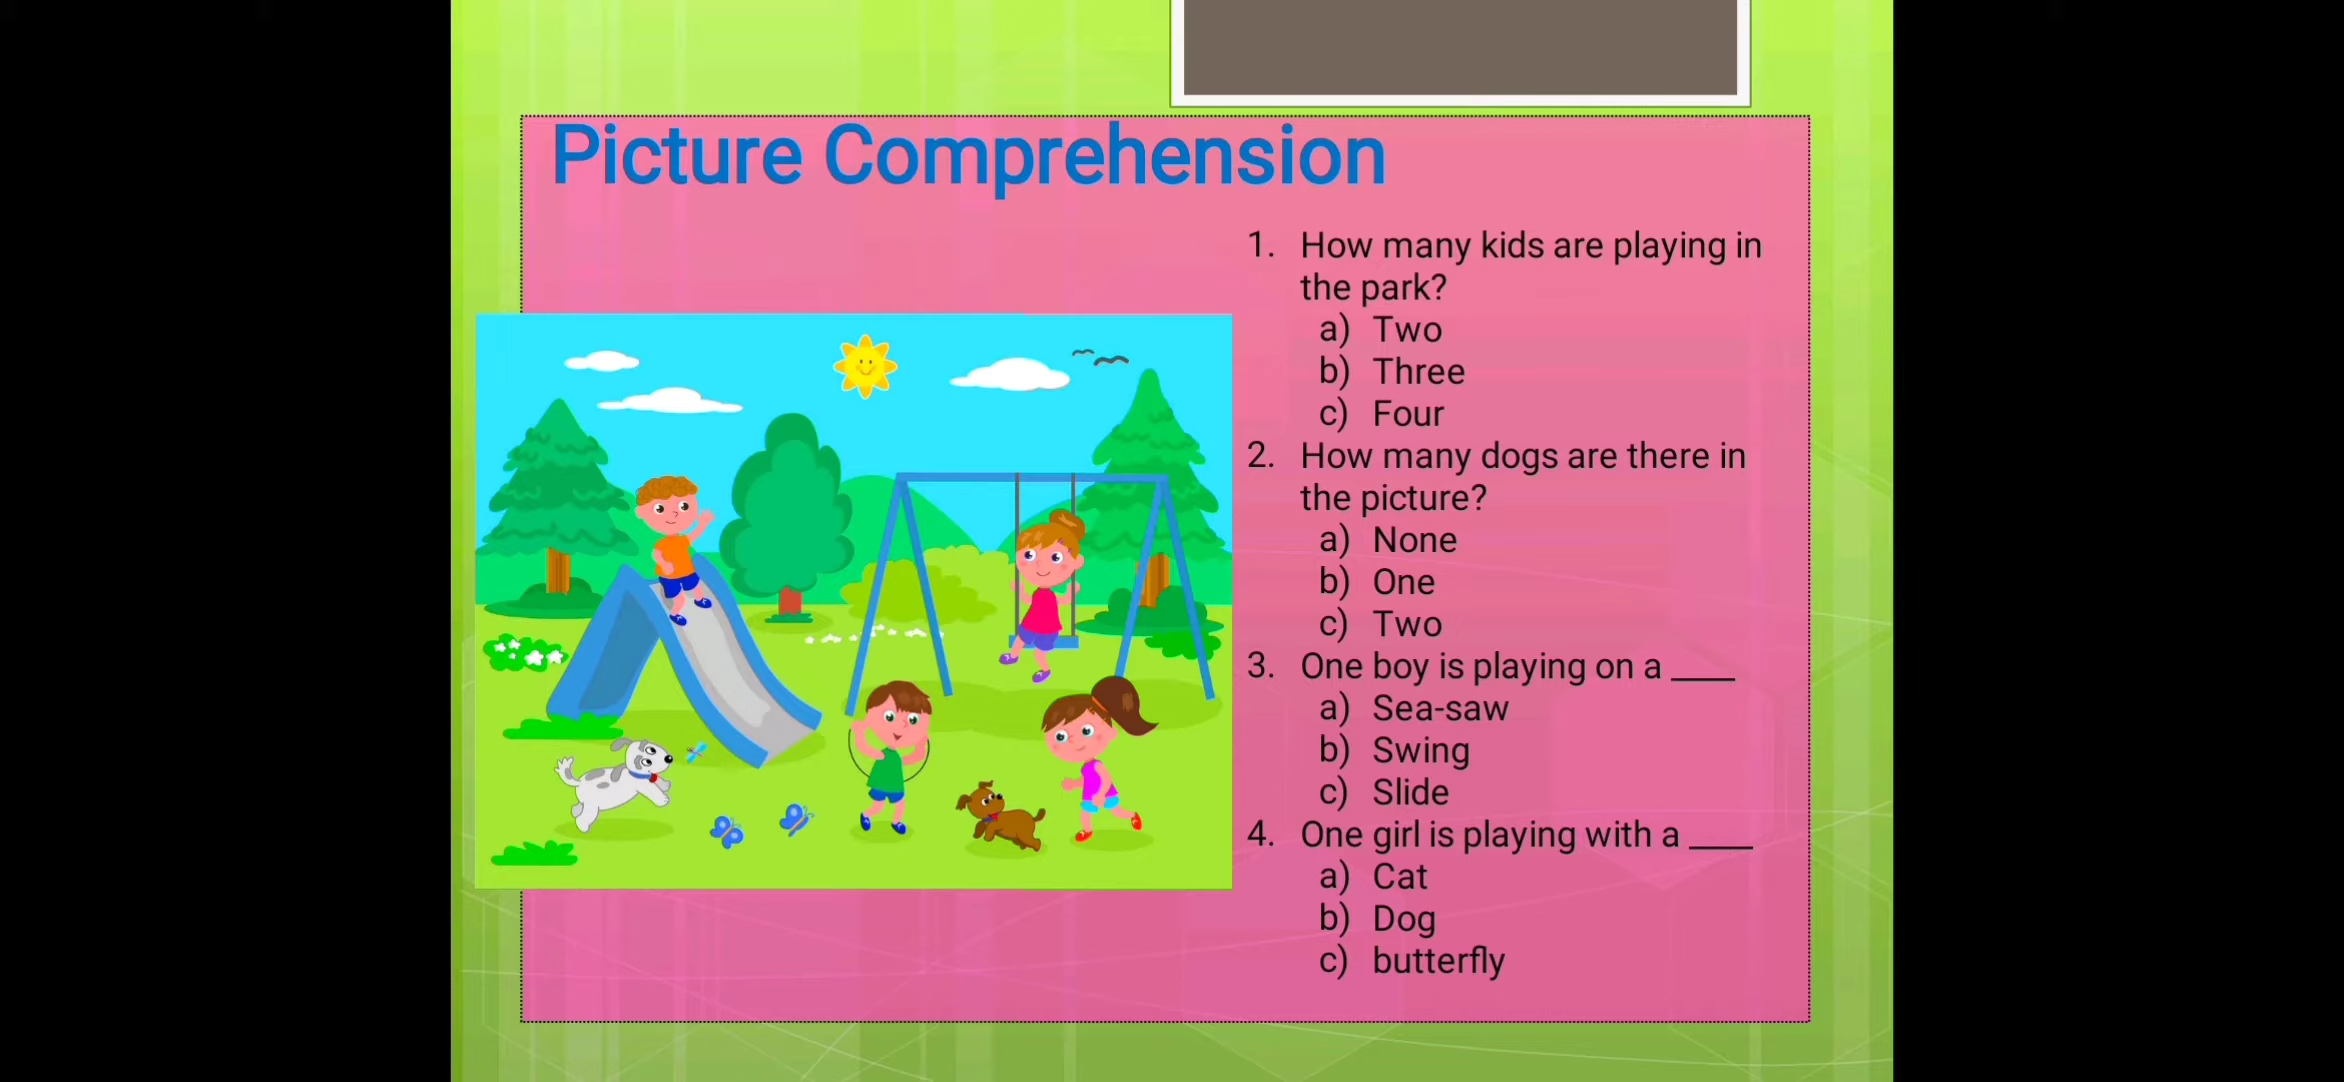 Picture Comprehension
1. How many kids are playing in
the park?
a) Two
b) Three
c) Four
2. How many dogs are there in
the picture?
a) None
b) One
c) Two
3. One boy is playing on a ____
a) Sea-saw
b) Swing
c) Slide
4. One girl is playing with a ____
a) Cat
b) Dog
c) butterfly